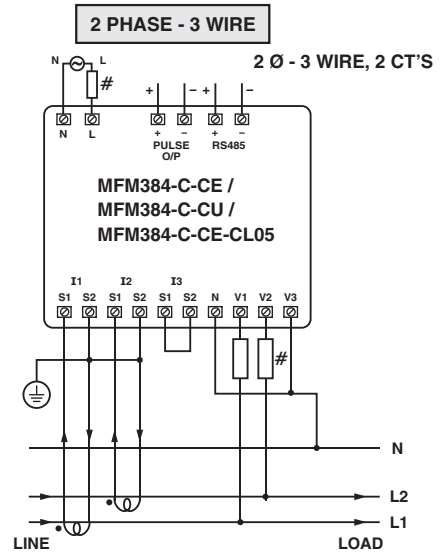 2 PHASE - 3 WIRE
2 Ø - 3 WIRE, 2 CT'S
N L
#
+ − + −
N L + − + −
PULSE O/P RS485
MFM384-C-CE /
MFM384-C-CU /
MFM384-C-CE-CL05
I1 I2 I3
S1 S2 S1 S2 S1 S2 N V1 V2 V3
#
N
L2
L1
LINE LOAD